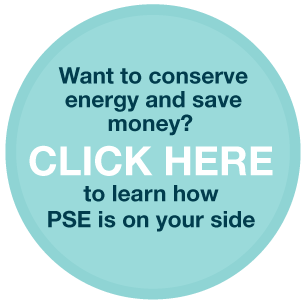 Want to conserve
energy and save
money?
CLICK HERE
to learn how
PSE is on your side